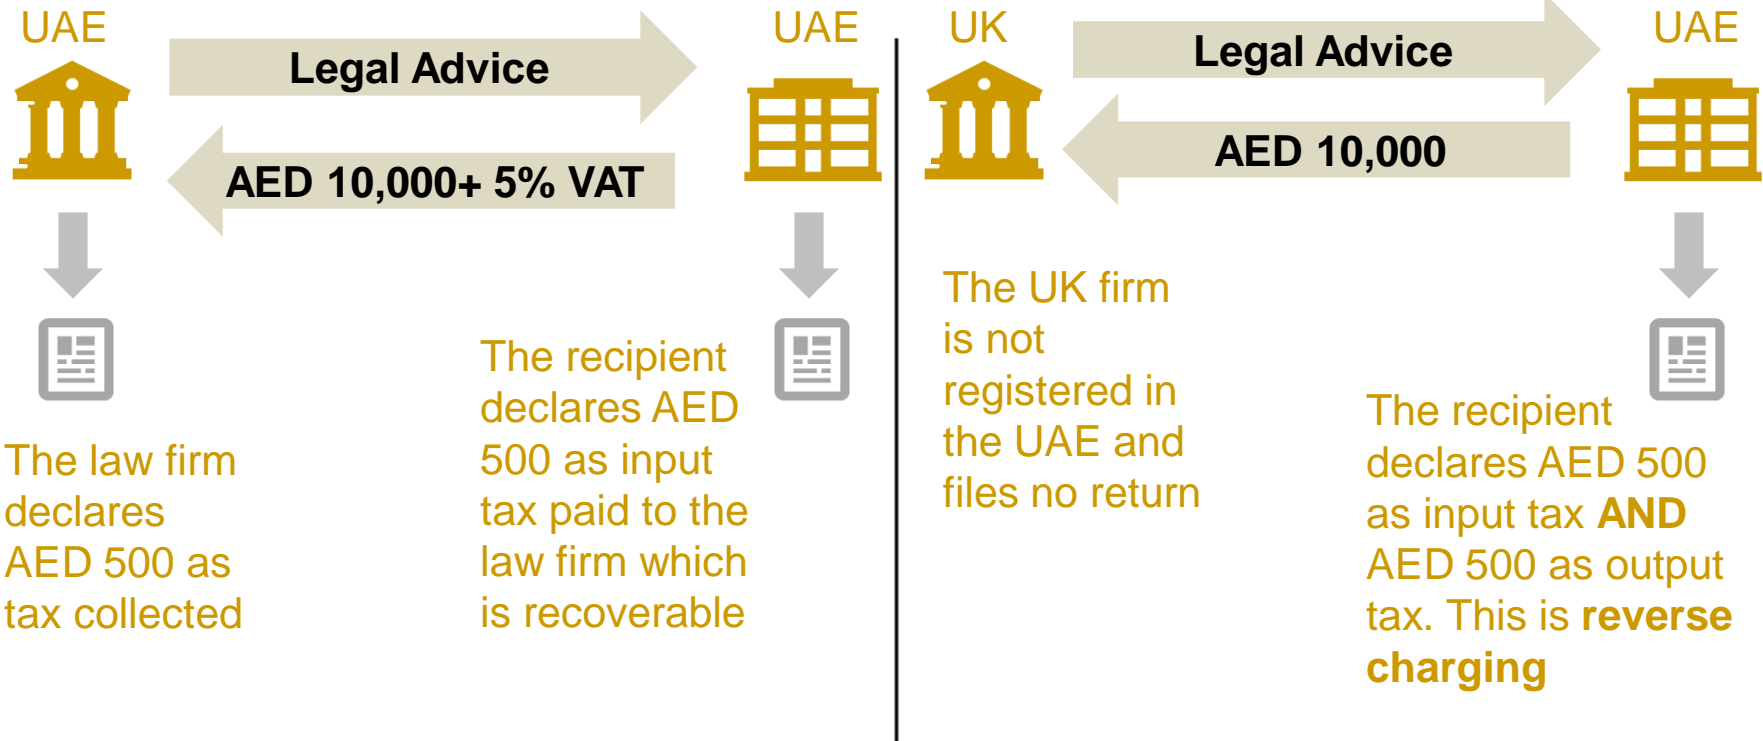 UAE
UAE
Legal Advice
AED 10,000+ 5% VAT
The law firm
declares
AED 500 as
tax collected
The recipient
declares AED
500 as input
tax paid to the
law firm which
is recoverable
UK
UAE
Legal Advice
AED 10,000
The UK firm
is not
registered in
the UAE and
files no return
The recipient
declares AED 500
as input tax AND
AED 500 as output
tax. This is reverse
charging